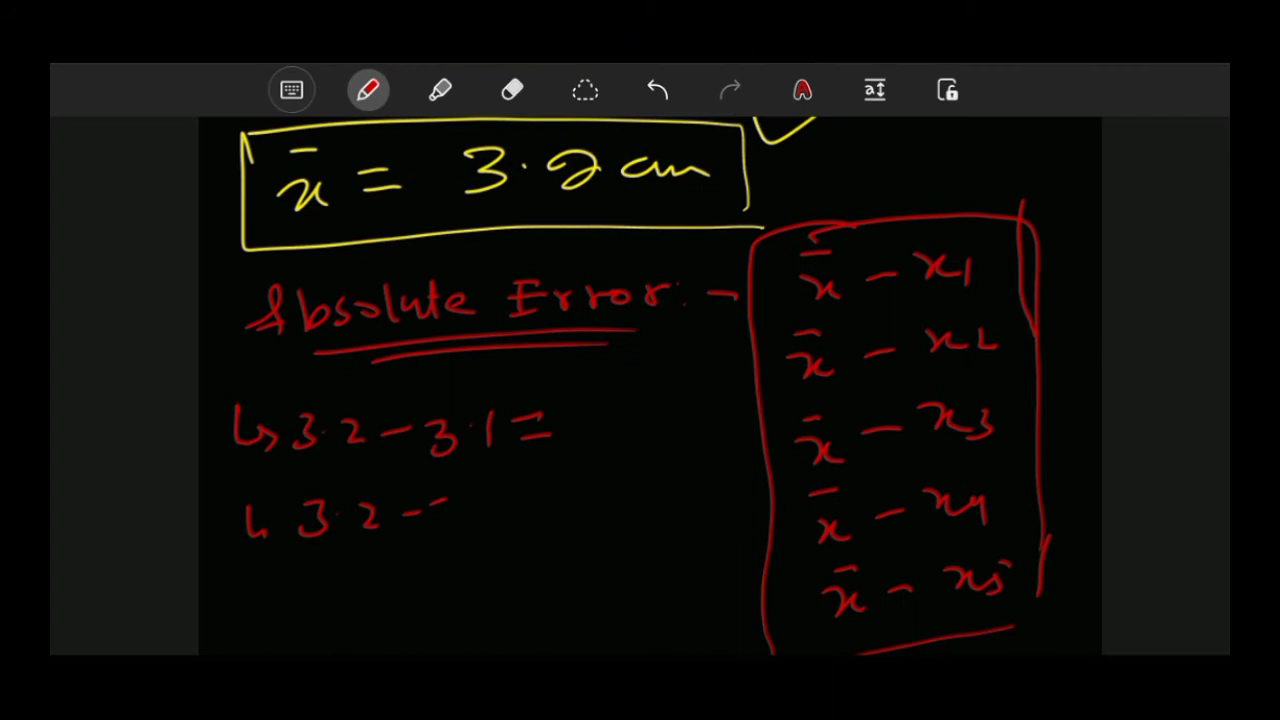 x̄ = 3.2 cm
Absolute Error:-
x̄ - x1
x̄ - x2
x̄ - x3
x̄ - x4
x̄ - x5
↳ 3.2 - 3.1 =
↳ 3.2 -